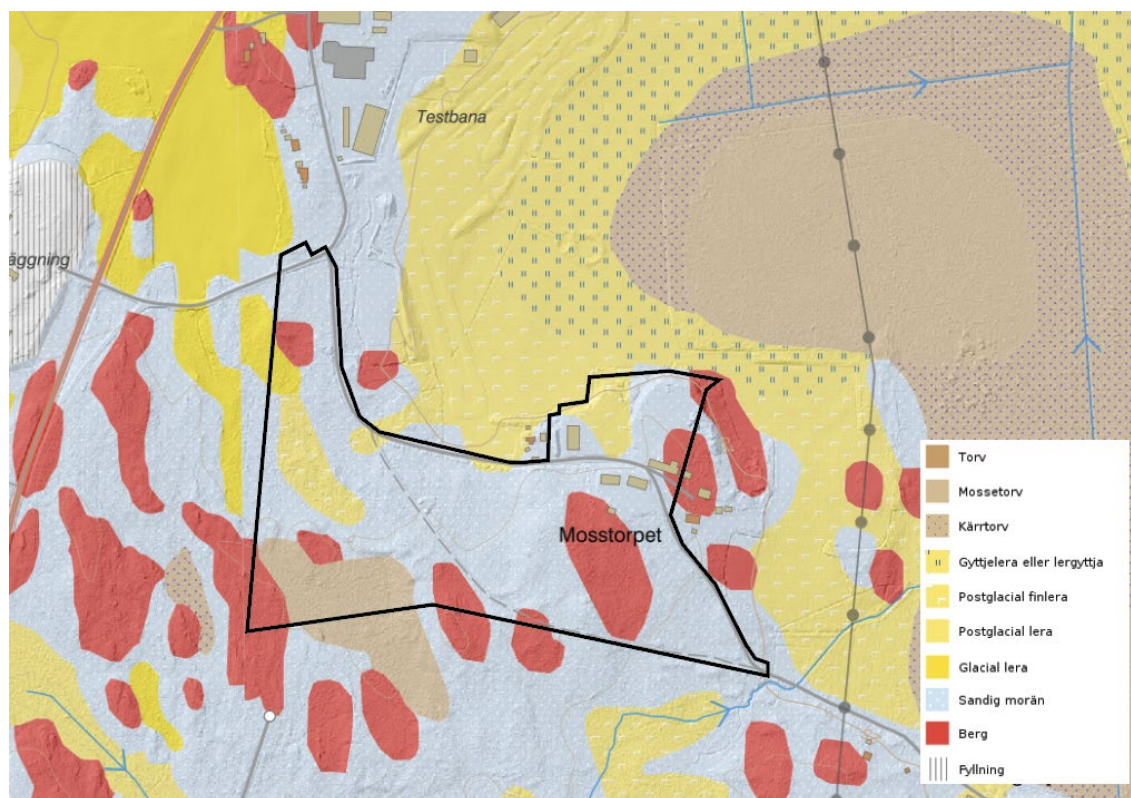 Testbana
äggning
Mosstorpet
Torv
Mossetorv
Kärrtorv
Gyttjelera eller lergyttja
Postglacial finlera
Postglacial lera
Glacial lera
Sandig morän
Berg
Fyllning